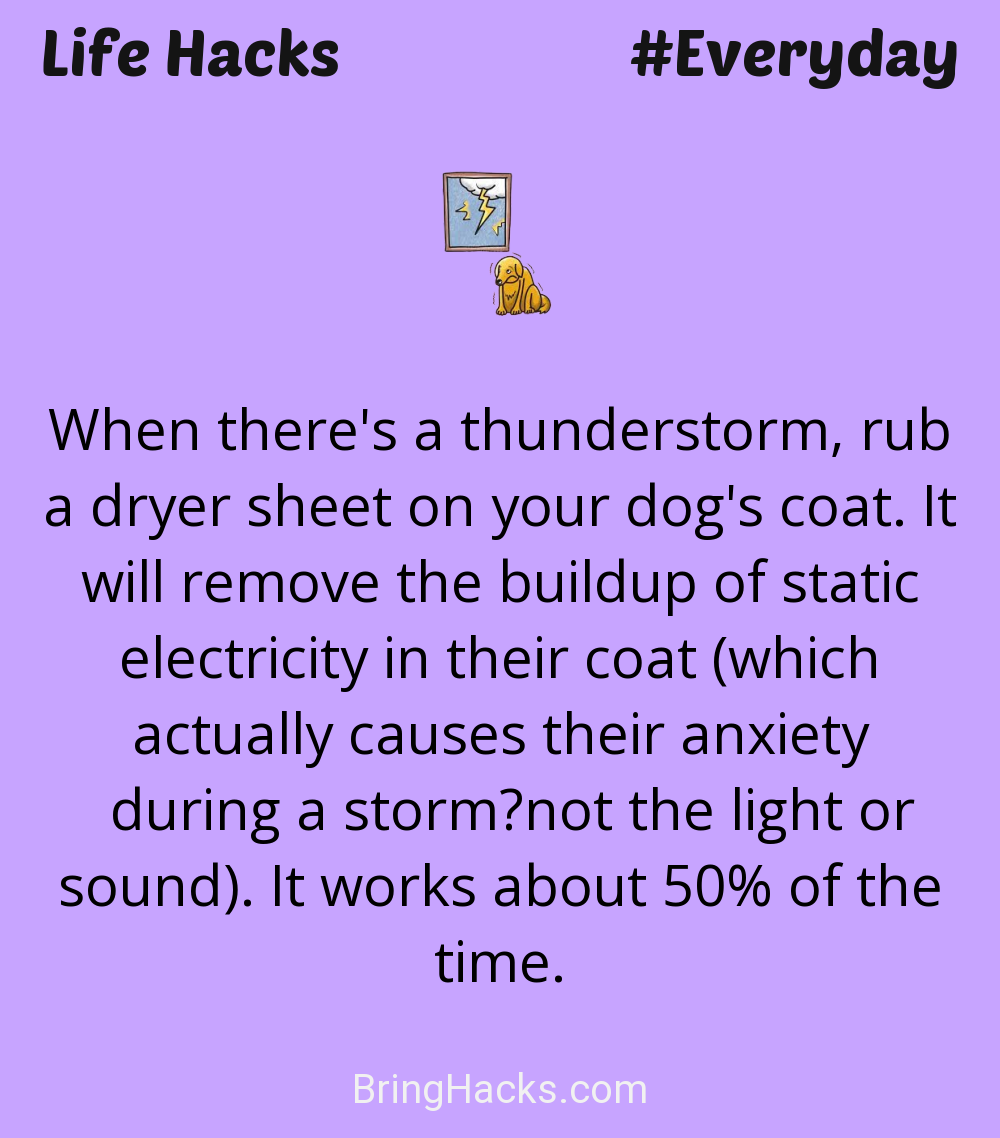 Life Hacks
#Everyday
When there's a thunderstorm, rub
a dryer sheet on your dog's coat. It
will remove the buildup of static
electricity in their coat (which
actually causes their anxiety
during a storm?not the light or
sound). It works about 50% of the
time.
BringHacks.com